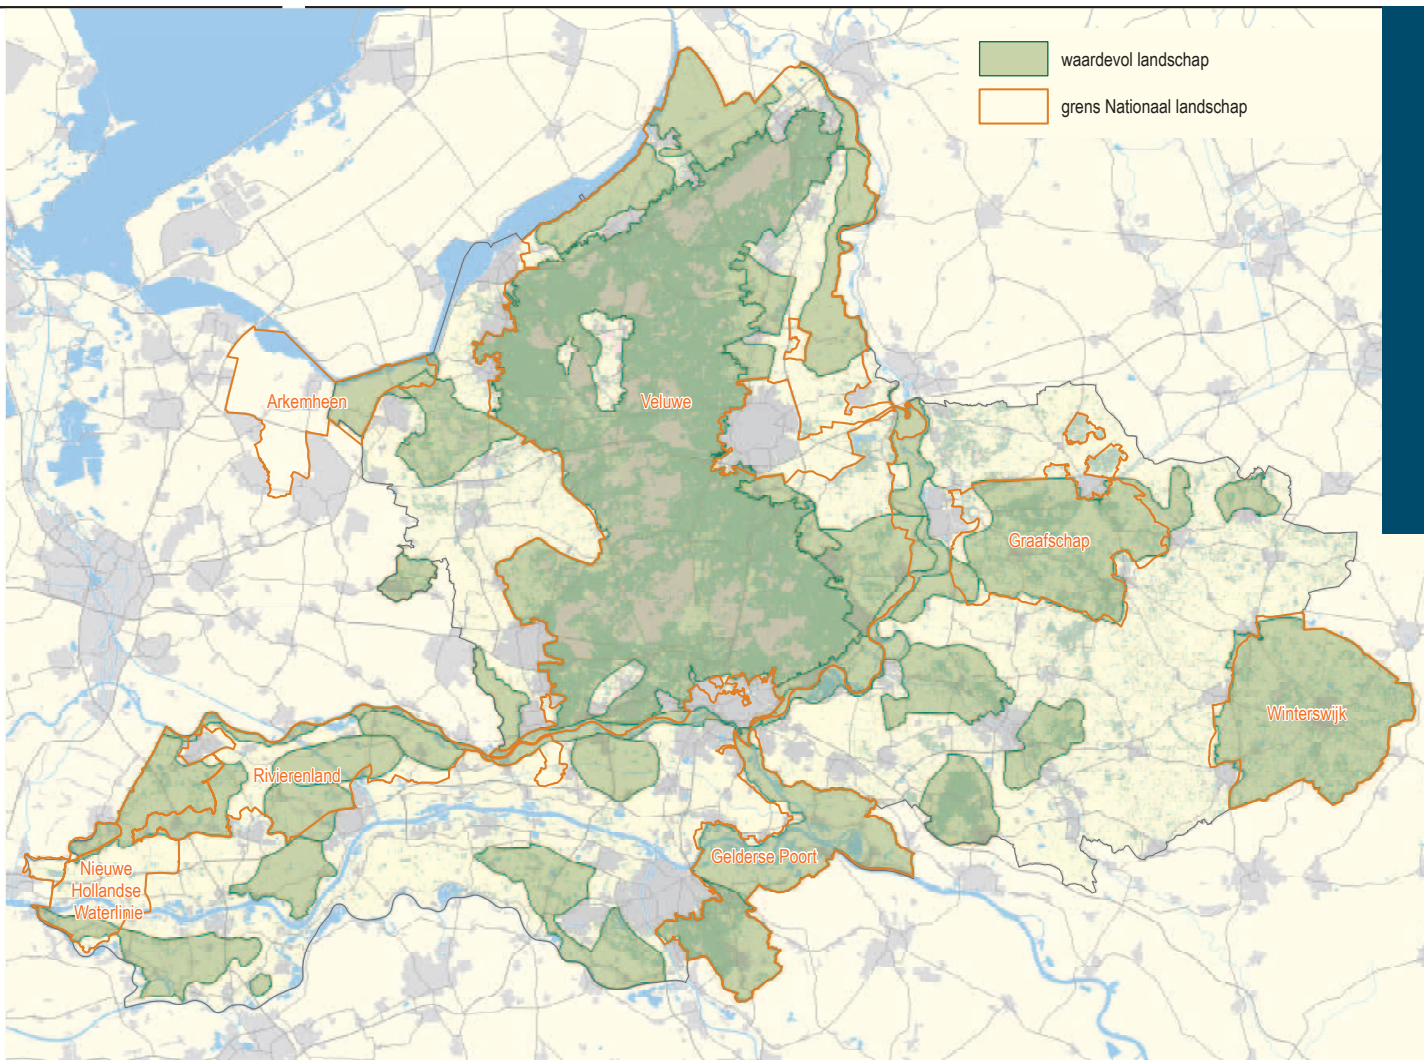 waardevol landschap
grens Nationaal landschap
Arkemheen
Veluwe
Graafschap
Winterswijk
Rivierenland
Gelderse Poort
Nieuwe
Hollandse
Waterlinie